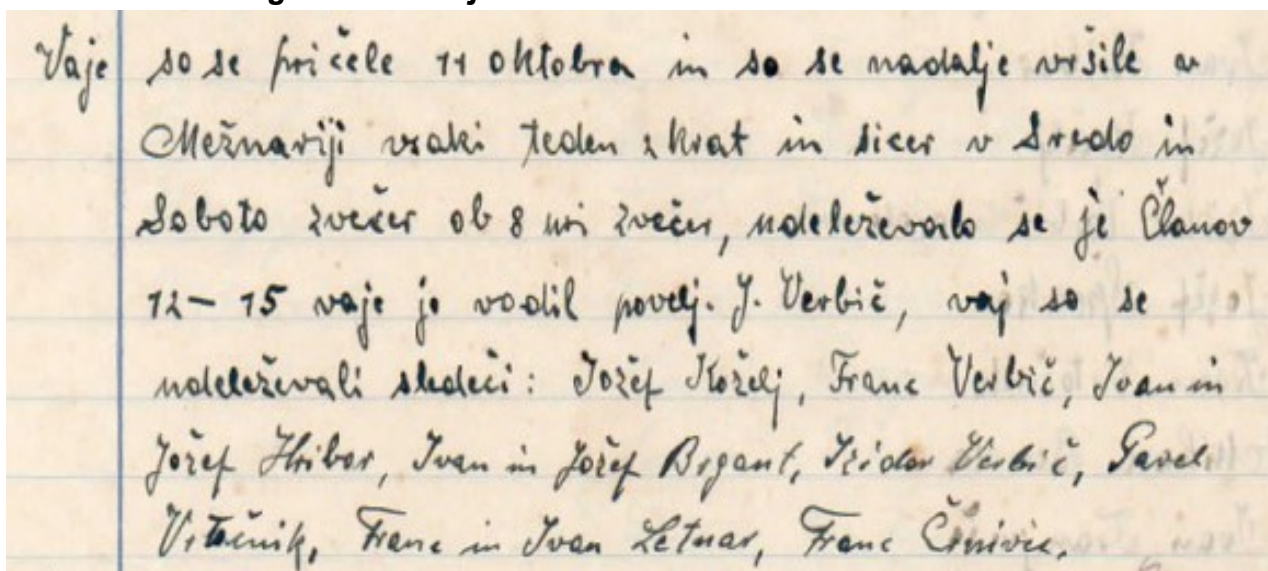 Vaje so se pričele 11 oktobra in so se nadalje vršile v
Mežnariji vsaki teden 2 krat in sicer v Sredo in
Soboto zvečer ob 8 uri zvečer, udeleževalo se je Članov
12 – 15 vaje je vodil povelj. J. Verbič, vaj so se
udeleževali sledeči: Jožef Koželj, Franc Verbič, Ivan in
Jožef Hribar, Ivan in Jožef Brgant, Izidor Verbič, Pavel
Vrtačnik, Franc in Ivan Letnar, Franc Črnivic,